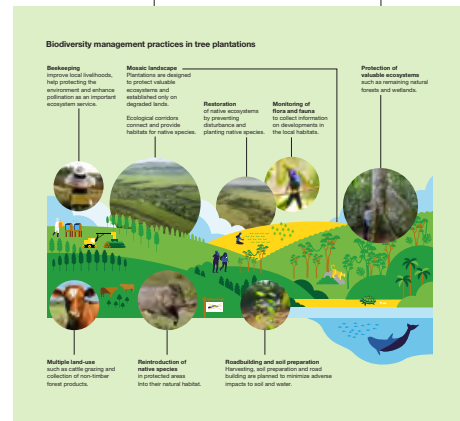 Biodiversity management practices in tree plantations
Beekeeping
improve local livelihoods,
help protecting the
environment and enhance
pollination as an important
ecosystem service.
Mosaic landscape
Plantations are designed
to protect valuable
ecosystems and
established only on
degraded lands.
Ecological corridors
connect and provide
habitats for native species.
Restoration
of native ecosystems
by preventing
disturbance and
planting native species.
Monitoring of
flora and fauna
to collect information
on developments in
the local habitats.
Protection of
valuable ecosystems
such as remaining natural
forests and wetlands.
Multiple land-use
such as cattle grazing and
collection of non-timber
forest products.
Reintroduction of
native species
in protected areas
Into their natural habitat.
Roadbuilding and soil preparation
Harvesting, soil preparation and road
building are planned to minimize adverse
impacts to soil and water.